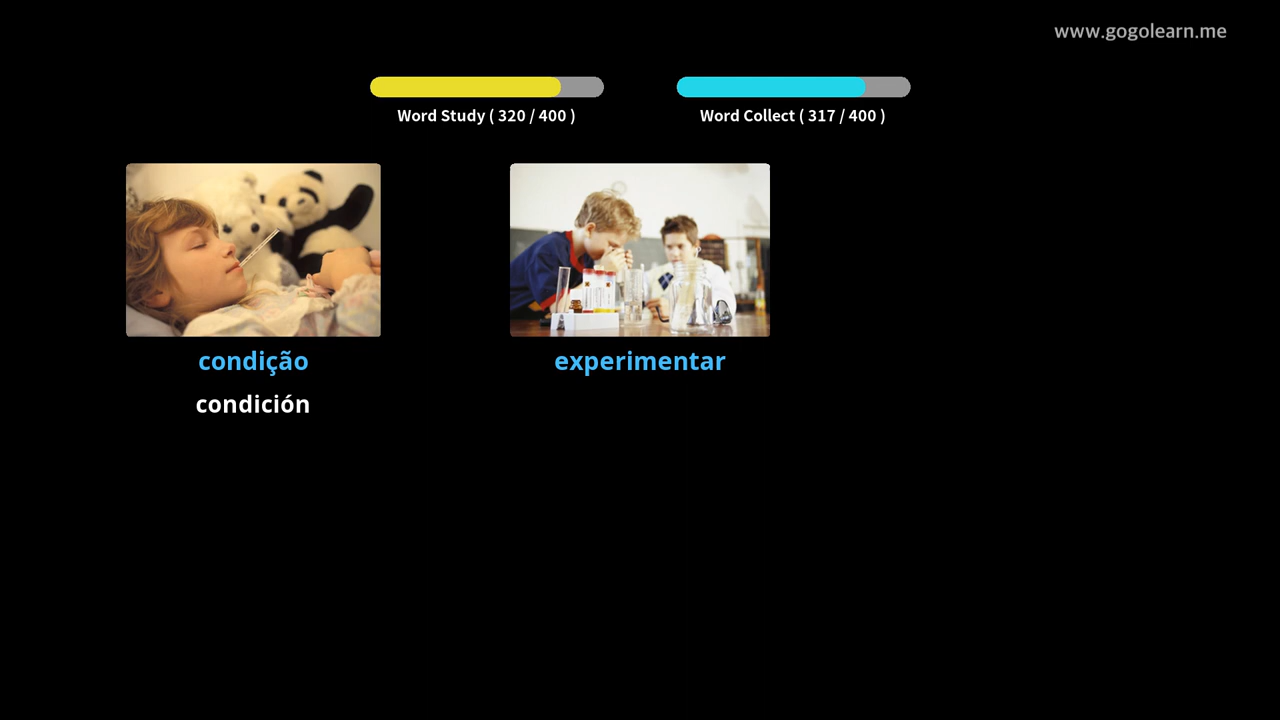 www.gogolearn.me
Word Study ( 320 / 400 )
Word Collect ( 317 / 400 )
condição
experimentar
condición